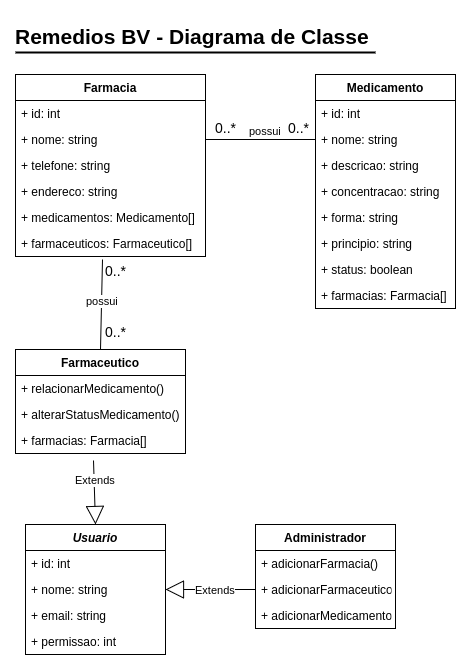 Remedios BV - Diagrama de Classe
Farmacia
+ id: int
+ nome: string
+ telefone: string
+ endereco: string
+ medicamentos: Medicamento[]
+ farmaceuticos: Farmaceutico[]
0..* possui 0..*
Medicamento
+ id: int
+ nome: string
+ descricao: string
+ concentracao: string
+ forma: string
+ principio: string
+ status: boolean
+ farmacias: Farmacia[]
0..*
possui
0..*
Farmaceutico
+ relacionarMedicamento()
+ alterarStatusMedicamento()
+ farmacias: Farmacia[]
Extends
Usuario
+ id: int
+ nome: string
+ email: string
+ permissao: int
Extends
Administrador
+ adicionarFarmacia()
+ adicionarFarmaceutico
+ adicionarMedicamento